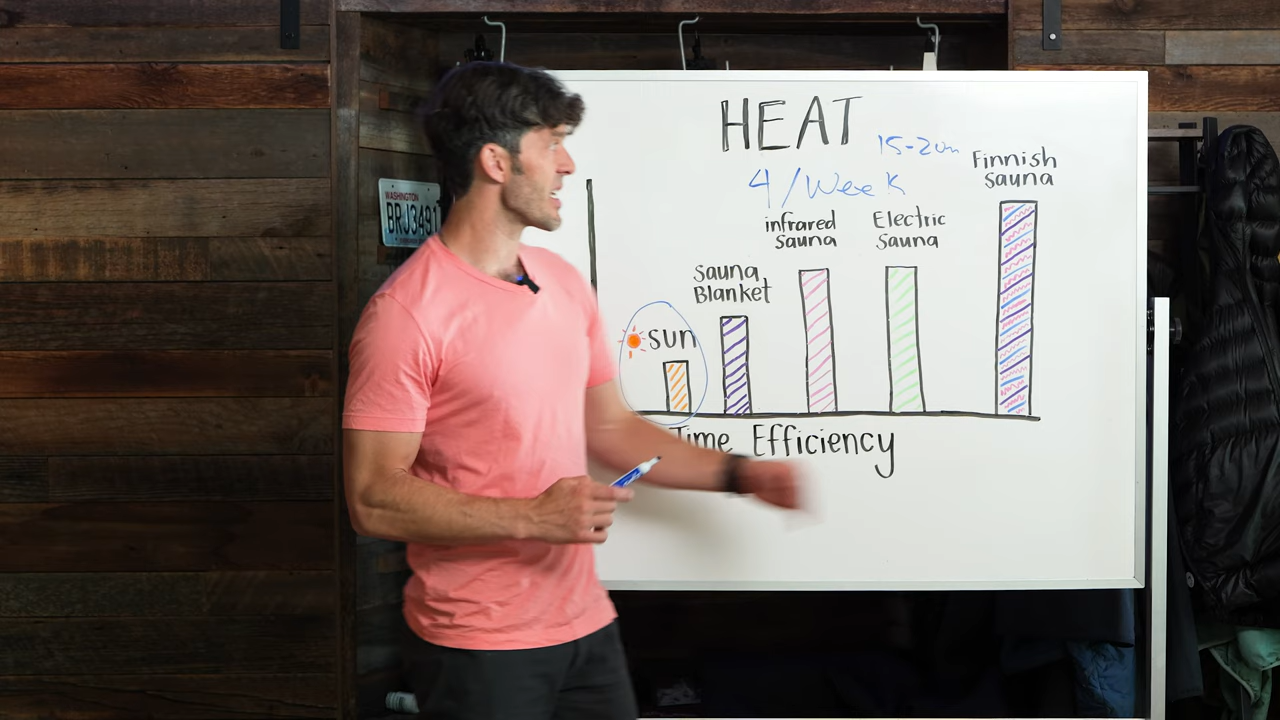 HEAT
15-20m
4/Week
Finnish
Sauna
infrared
Sauna
Electric
Sauna
Sauna
Blanket
sun
Time Efficiency
WASHINGTON
BRJ3491